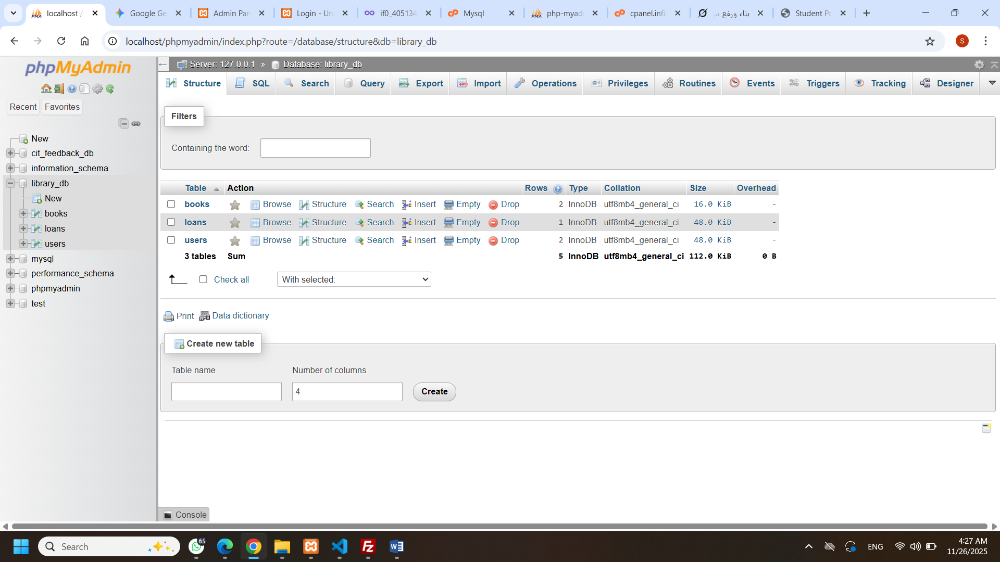 localhost /
Google Ge
Admin Pan
Login - Un
if0_405134
Mysql
php-myad
cpanel.infi
بناء ورفع م
Student Po
localhost/phpmyadmin/index.php?route=/database/structure&db=library_db
S
phpMyAdmin
Recent
Favorites
New
cit_feedback_db
information_schema
library_db
New
books
loans
users
mysql
performance_schema
phpmyadmin
test
Server: 127.0.0.1 » Database: library_db
Structure SQL Search Query Export Import Operations Privileges Routines Events Triggers Tracking Designer
Filters
Containing the word:
Table Action Rows Type Collation Size Overhead
books Browse Structure Search Insert Empty Drop 2 InnoDB utf8mb4_general_ci 16.0 KiB -
loans Browse Structure Search Insert Empty Drop 1 InnoDB utf8mb4_general_ci 48.0 KiB -
users Browse Structure Search Insert Empty Drop 2 InnoDB utf8mb4_general_ci 48.0 KiB -
3 tables Sum 5 InnoDB utf8mb4_general_ci 112.0 KiB 0 B
Check all With selected:
Print Data dictionary
Create new table
Table name Number of columns
4 Create
Console
Search
65
ENG
4:27 AM
11/26/2025